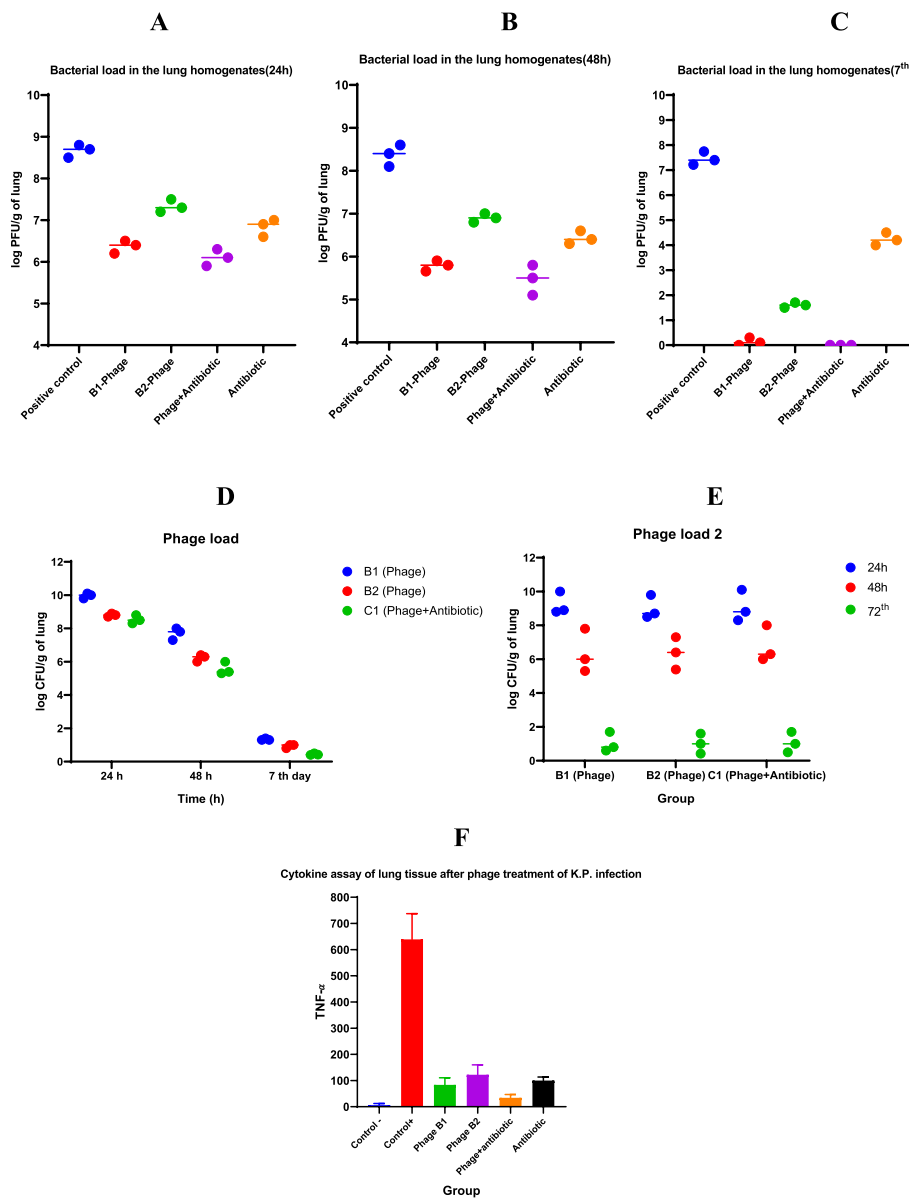 A
B
C
Bacterial load in the lung homogenates(24h)
Bacterial load in the lung homogenates(48h)
Bacterial load in the lung homogenates(7th
log PFU/g of lung
10
9
8
7
6
5
4
Positive control
B1-Phage
B2-Phage
Phage+Antibiotic
Antibiotic
log PFU/g of lung
10
9
8
7
6
5
4
Positive control
B1-Phage
B2-Phage
Phage+Antibiotic
Antibiotic
log PFU/g of lung
10
9
8
7
6
5
4
3
2
1
0
Positive control
B1-Phage
B2-Phage
Phage+Antibiotic
Antibiotic
D
Phage load
log CFU/g of lung
12
10
8
6
4
2
0
24 h
48 h
7 th day
Time (h)
B1 (Phage)
B2 (Phage)
C1 (Phage+Antibiotic)
E
Phage load 2
log CFU/g of lung
12
10
8
6
4
2
0
B1 (Phage)
B2 (Phage)
C1 (Phage+Antibiotic)
Group
24h
48h
72th
F
Cytokine assay of lung tissue after phage treatment of K.P. infection
TNF-α
800
700
600
500
400
300
200
100
0
Control -
Control+
Phage B1
Phage B2
Phage+antibiotic
Antibiotic
Group